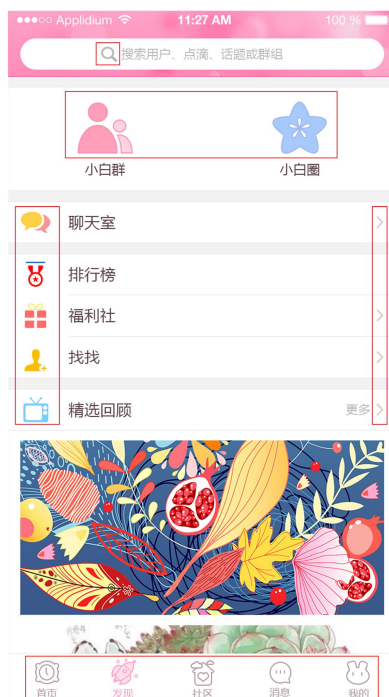 Applidium 11:27 AM 100 %
搜索用户、点滴、话题或群组
小白群 小白圈
聊天室
排行榜
福利社
找找
精选回顾 更多
首页 发现 社区 消息 我的